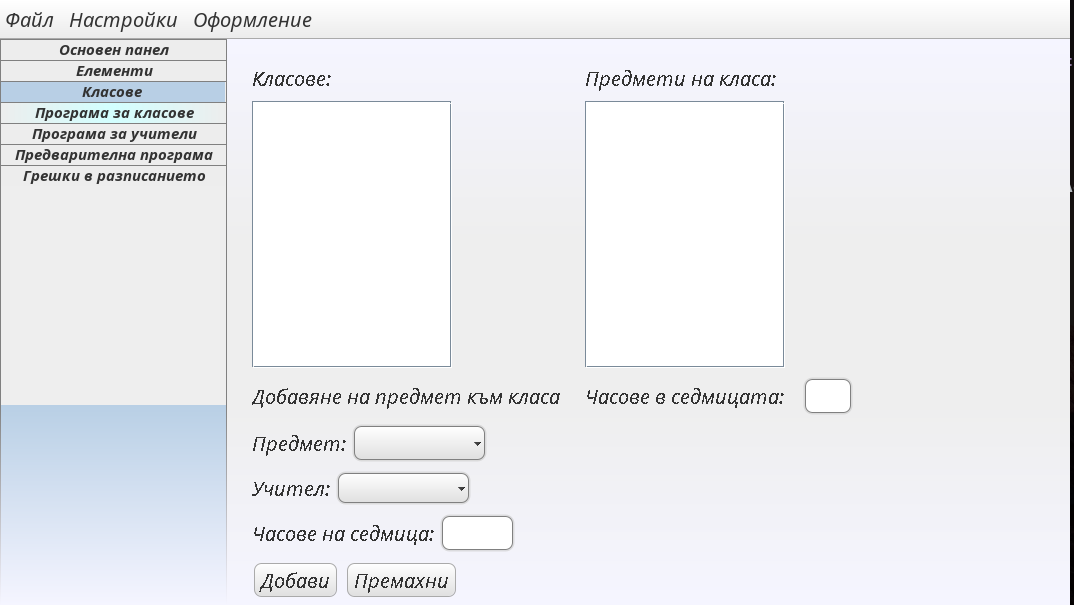 Файл Настройки Оформление
Основен панел
Елементи
Класове
Програма за класове
Програма за учители
Предварителна програма
Грешки в разписанието
Класове:
Предмети на класа:
Добавяне на предмет към класа
Часове в седмицата:
Предмет:
Учител:
Часове на седмица:
Добави Премахни